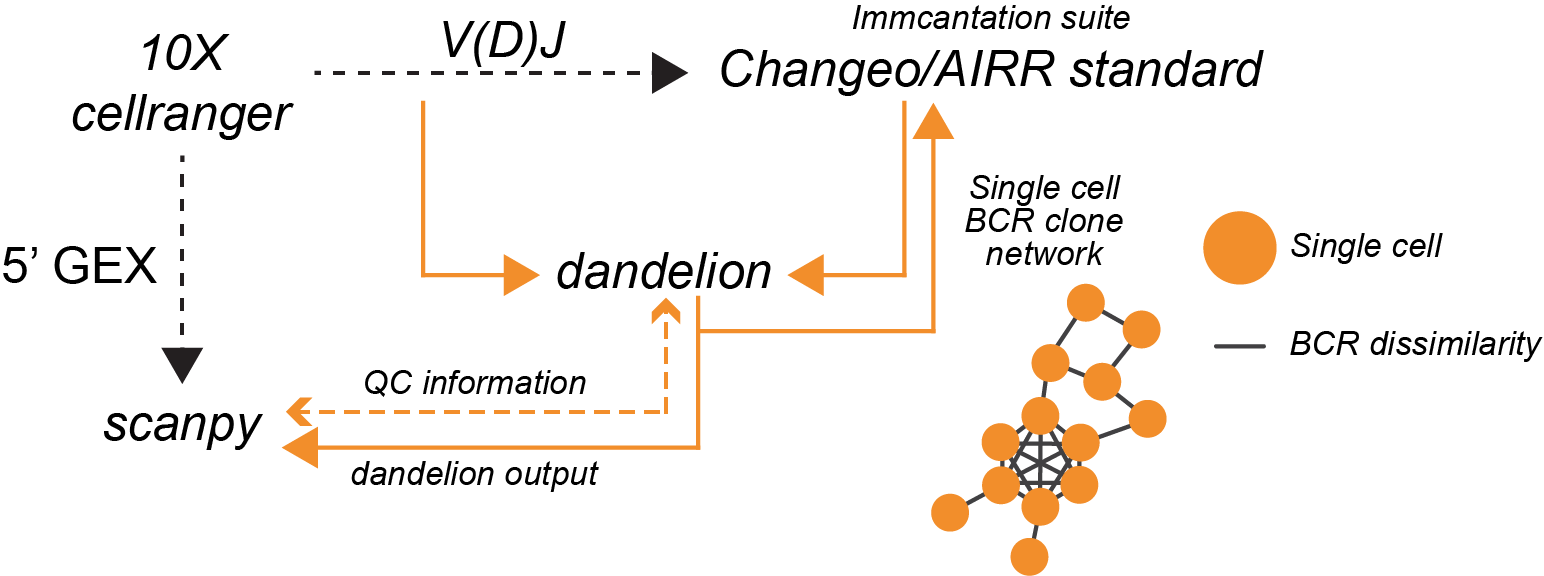 10X
cellranger
V(D)J
Immcantation suite
Changeo/AIRR standard
5’ GEX
dandelion
Single cell
BCR clone
network
Single cell
BCR dissimilarity
QC information
scanpy
dandelion output